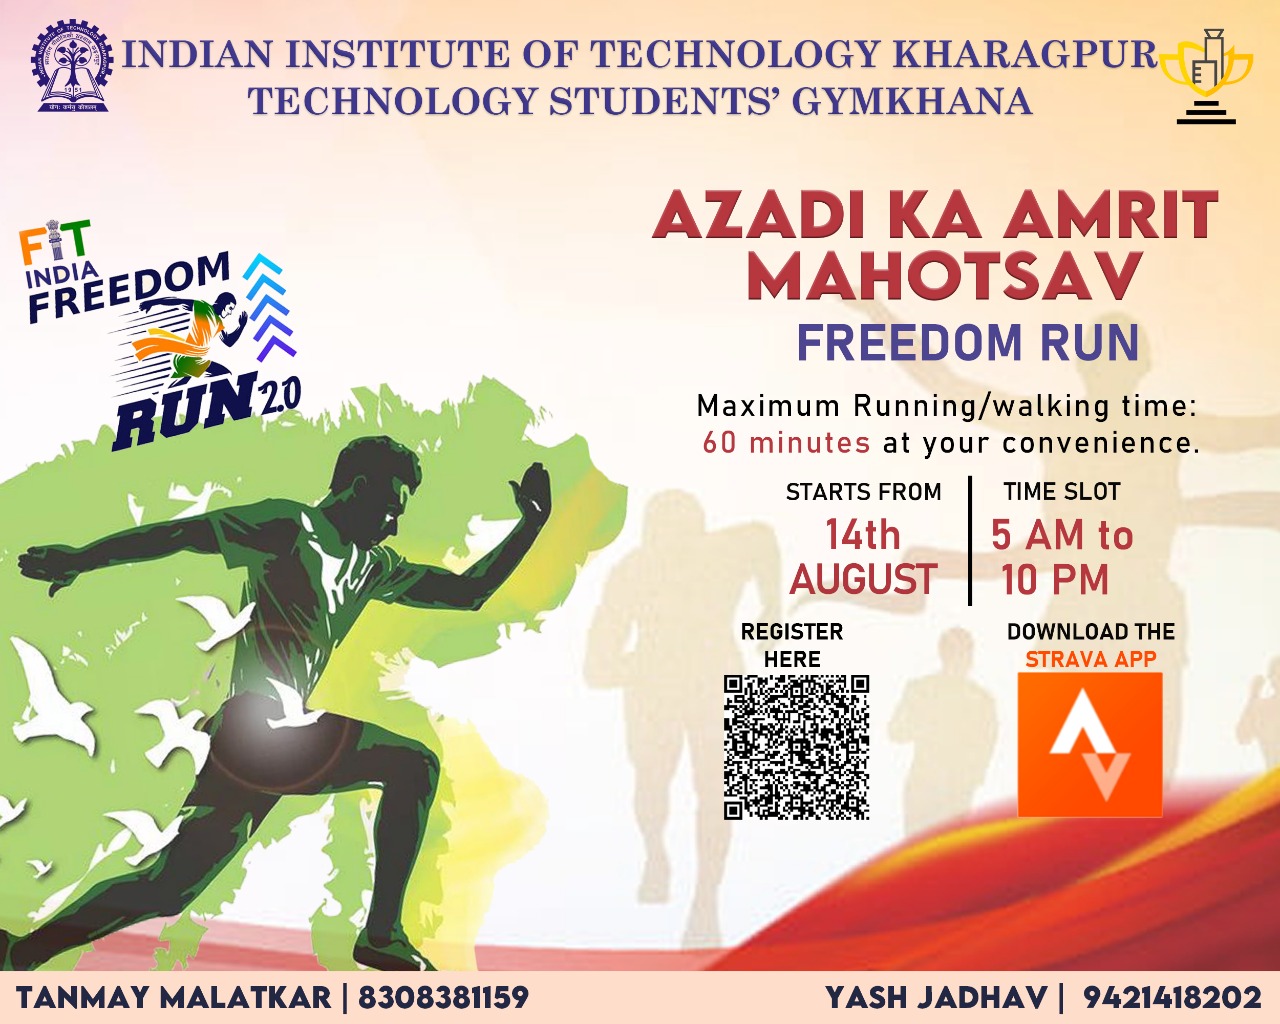 INDIAN INSTITUTE OF TECHNOLOGY KHARAGPUR
TECHNOLOGY STUDENTS' GYMKHANA
1951
FIT
INDIA
FREEDOM
RUN 2.0
AZADI KA AMRIT
MAHOTSAV
FREEDOM RUN
Maximum Running/walking time:
60 minutes at your convenience.
STARTS FROM
14th
AUGUST
TIME SLOT
5 AM to
10 PM
REGISTER
HERE
DOWNLOAD THE
STRAVA APP
TANMAY MALATKAR | 8308381159
YASH JADHAV | 9421418202